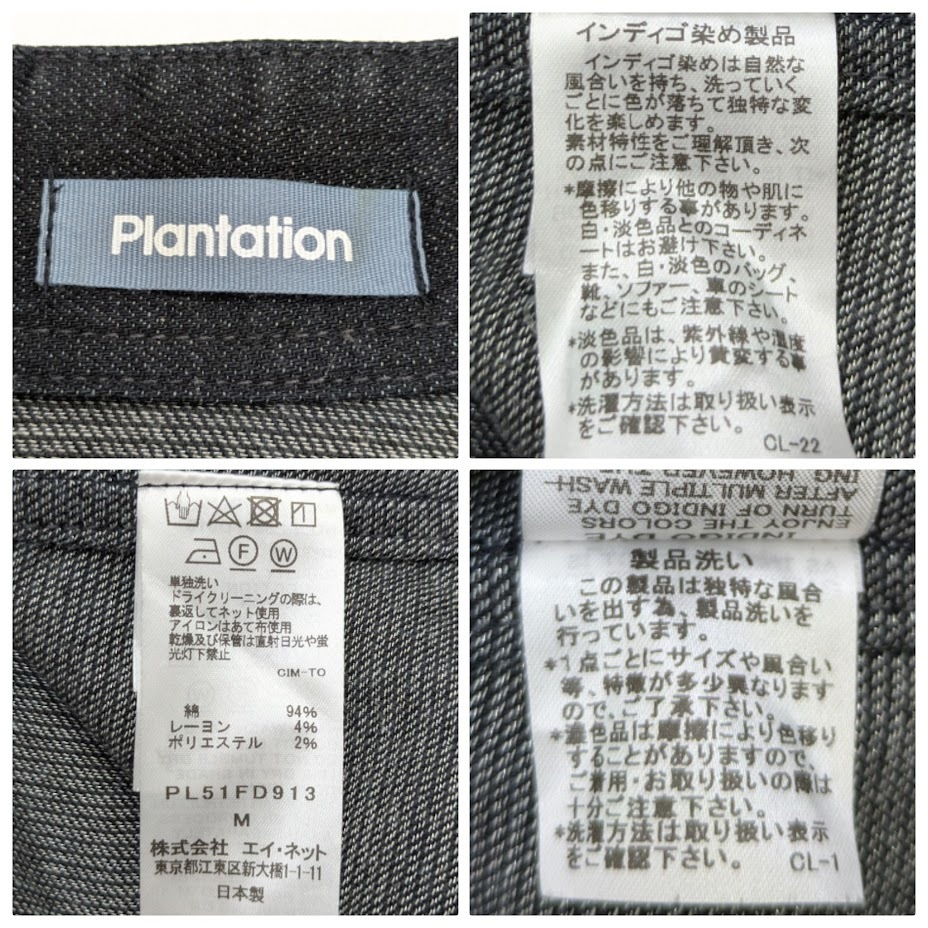 Plantation
インディゴ染め製品
インディゴ染めは自然な
風合いを持ち、洗っていく
ごとに色が落ちて独特な変
化を楽しめます。
素材特性をご理解頂き、次
の点にご注意下さい。
*摩擦により他の物や肌に
色移りする事があります。
白・淡色品とのコーディネ
ートはお避け下さい。
また、白・淡色のバッグ、
靴、ソファー、車のシート
などにもご注意下さい。
*淡色品は、紫外線や温度
の影響により黄変する事
があります。
*洗濯方法は取り扱い表示
をご確認下さい。
CL-22
F
W
単独洗い
ドライクリーニングの際は、
裏返してネット使用
アイロンはあて布使用
乾燥及び保管は直射日光や蛍
光灯下禁止
CIM-TO
綿 94%
レーヨン 4%
ポリエステル 2%
PL51FD913
M
株式会社 エイ・ネット
東京都江東区新大橋1-1-11
日本製
INDIGO DYE
ENJOY THE COLORS
TURN OF INDIGO DYE
AFTER MULTIPLE WASH-
ING HOWEVER THE
製品洗い
この製品は独特な風合
いを出す為、製品洗いを
行っています。
*1点ごとにサイズや風合い
等、特徴が多少異なります
ので、ご了承下さい。
*濃色品は摩擦により色移り
することがありますので、
ご着用・お取り扱いの際は
十分ご注意下さい。
*洗濯方法は取り扱い表示
をご確認下さい。
CL-1